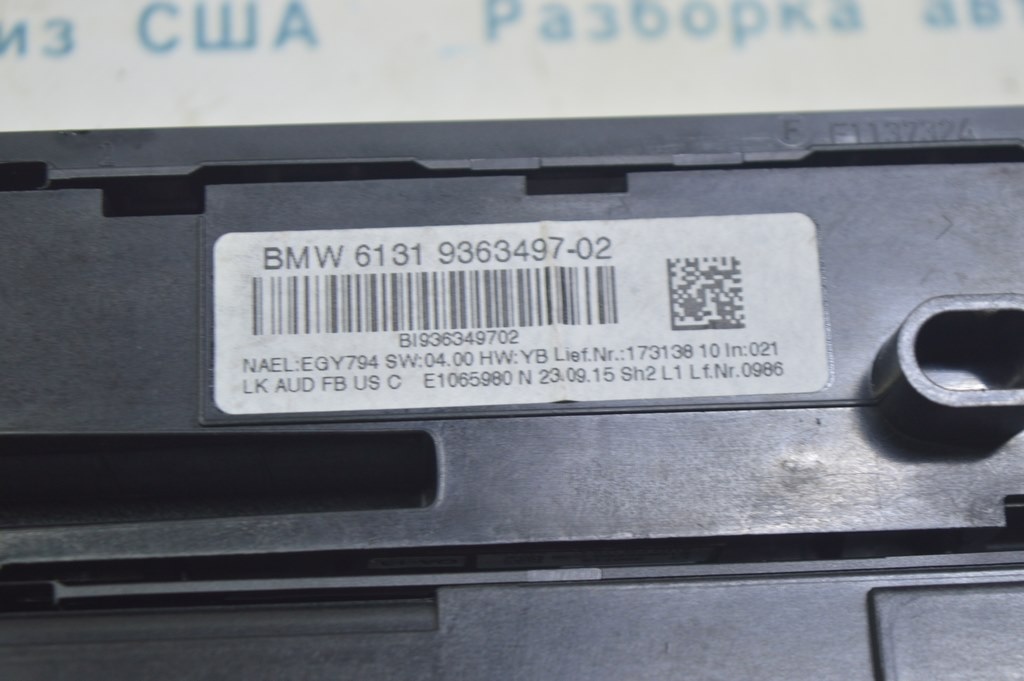 из США Разборка авт
E1137324
BMW 6131 9363497-02
BI936349702
NAEL:EGY794 SW:04.00 HW:YB Lief.Nr.:173138 10 In:021
LK AUD FB US C E1065980 N 23.09.15 Sh2 L1 Lf.Nr.0986